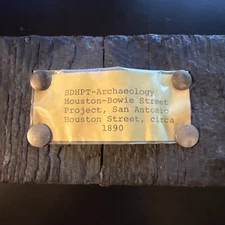 SDHPT-Archaeology
Houston-Bowie Street
Project, San Antonio
Houston Street, circa
1890